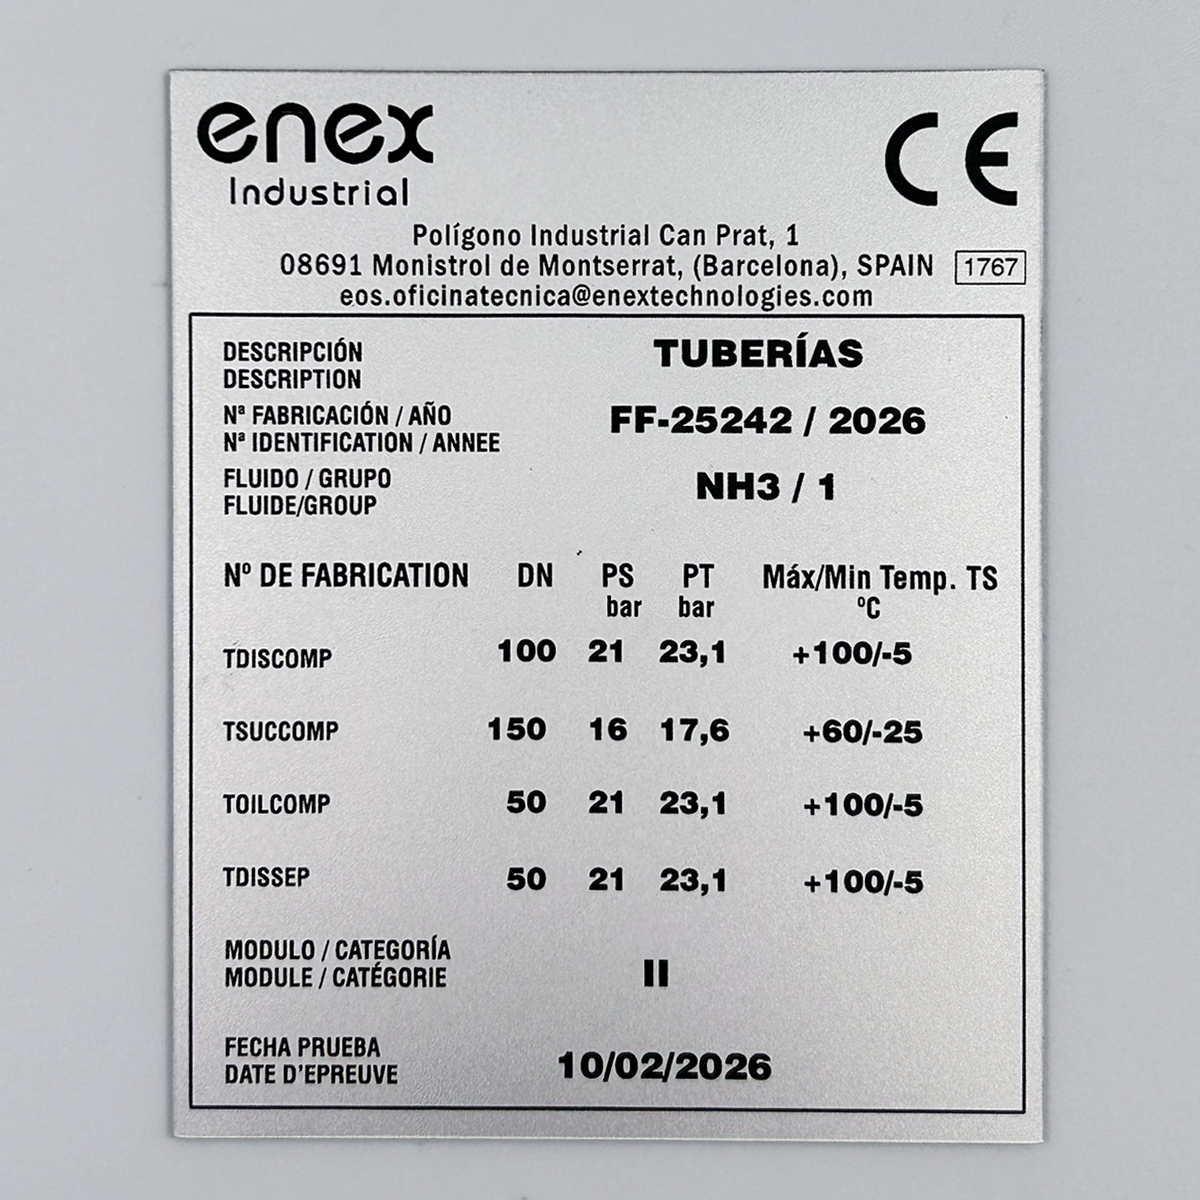 enex
Industrial
CE
Polígono Industrial Can Prat, 1
08691 Monistrol de Montserrat, (Barcelona), SPAIN 1767
eos.oficinatecnica@enextechnologies.com
DESCRIPCIÓN TUBERÍAS
DESCRIPTION
Nª FABRICACIÓN / AÑO FF-25242 / 2026
Nª IDENTIFICATION / ANNEE
FLUIDO / GRUPO NH3 / 1
FLUIDE/GROUP
Nº DE FABRICATION DN PS PT Máx/Min Temp. TS
bar bar ºC
TDISCOMP 100 21 23,1 +100/-5
TSUCCOMP 150 16 17,6 +60/-25
TOILCOMP 50 21 23,1 +100/-5
TDISSEP 50 21 23,1 +100/-5
MODULO / CATEGORÍA II
MODULE / CATÉGORIE
FECHA PRUEBA 10/02/2026
DATE D'EPREUVE